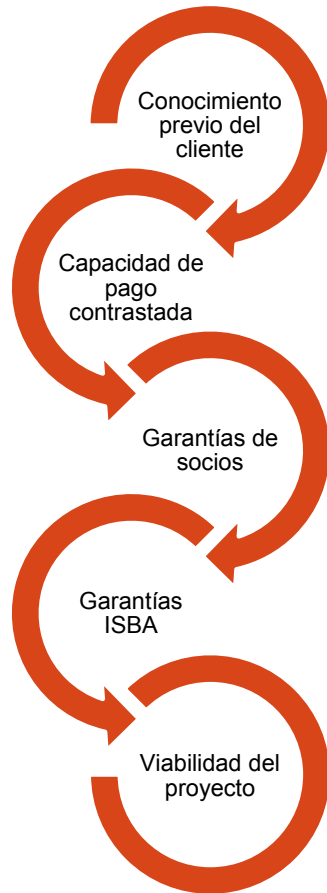 Conocimiento
previo del
cliente
Capacidad de
pago
contrastada
Garantías de
socios
Garantías
ISBA
Viabilidad del
proyecto